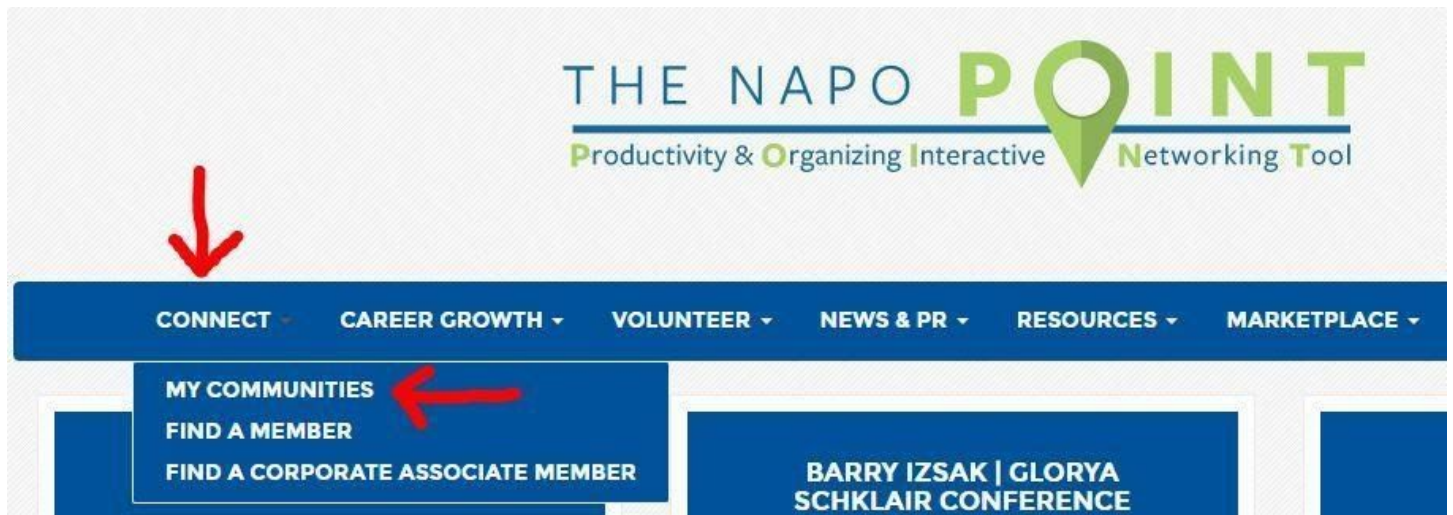 THE NAPO POINT
Productivity & Organizing Interactive Networking Tool
CONNECT CAREER GROWTH VOLUNTEER NEWS & PR RESOURCES MARKETPLACE
MY COMMUNITIES
FIND A MEMBER
FIND A CORPORATE ASSOCIATE MEMBER
BARRY IZSAK | GLORYA
SCHKLAIR CONFERENCE